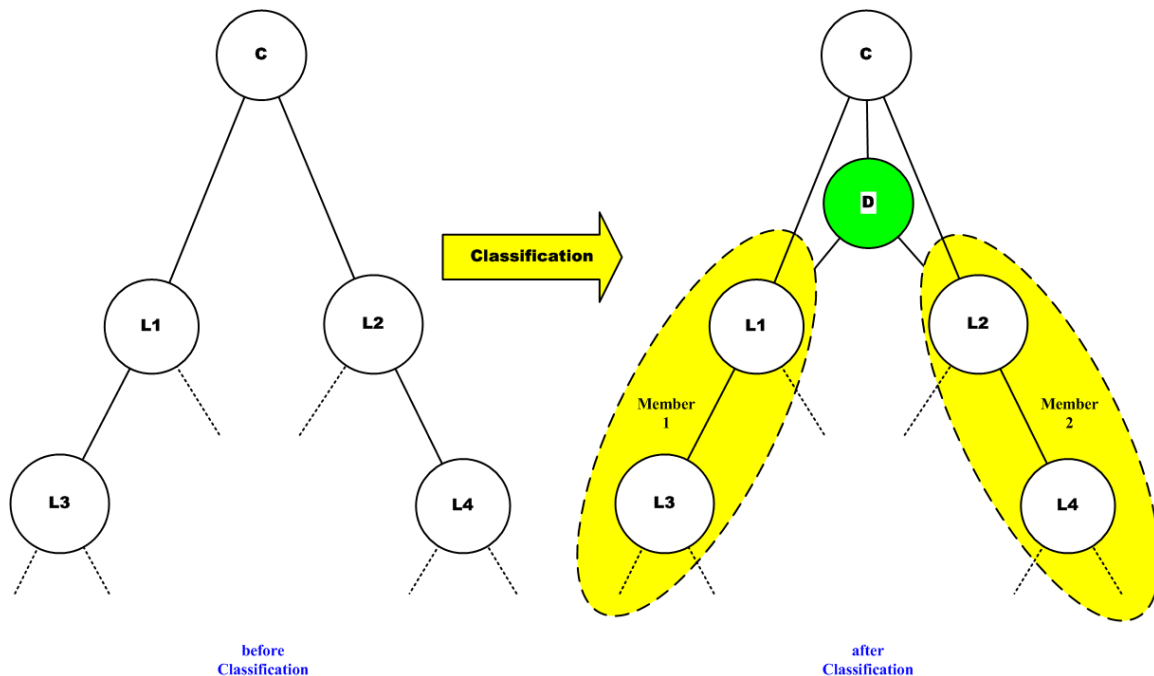 C
C
D
Classification
L1
L2
L1
L2
Member
1
Member
2
L3
L4
L3
L4
before
Classification
after
Classification